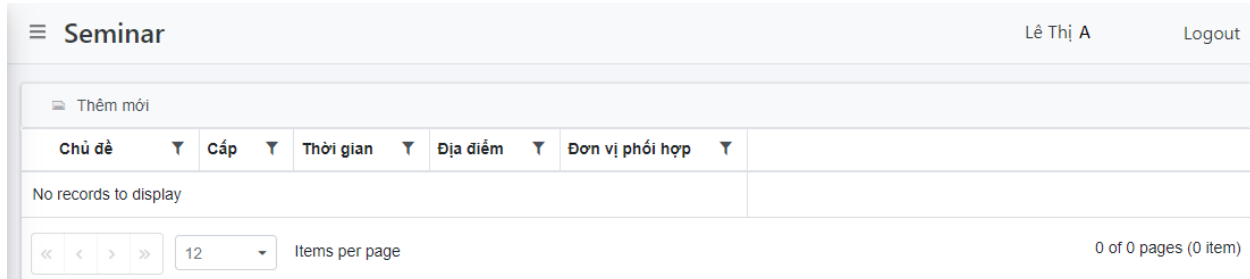 Seminar Lê Thị A Logout
Thêm mới
Chủ đề Cấp Thời gian Địa điểm Đơn vị phối hợp
No records to display
12 Items per page 0 of 0 pages (0 item)